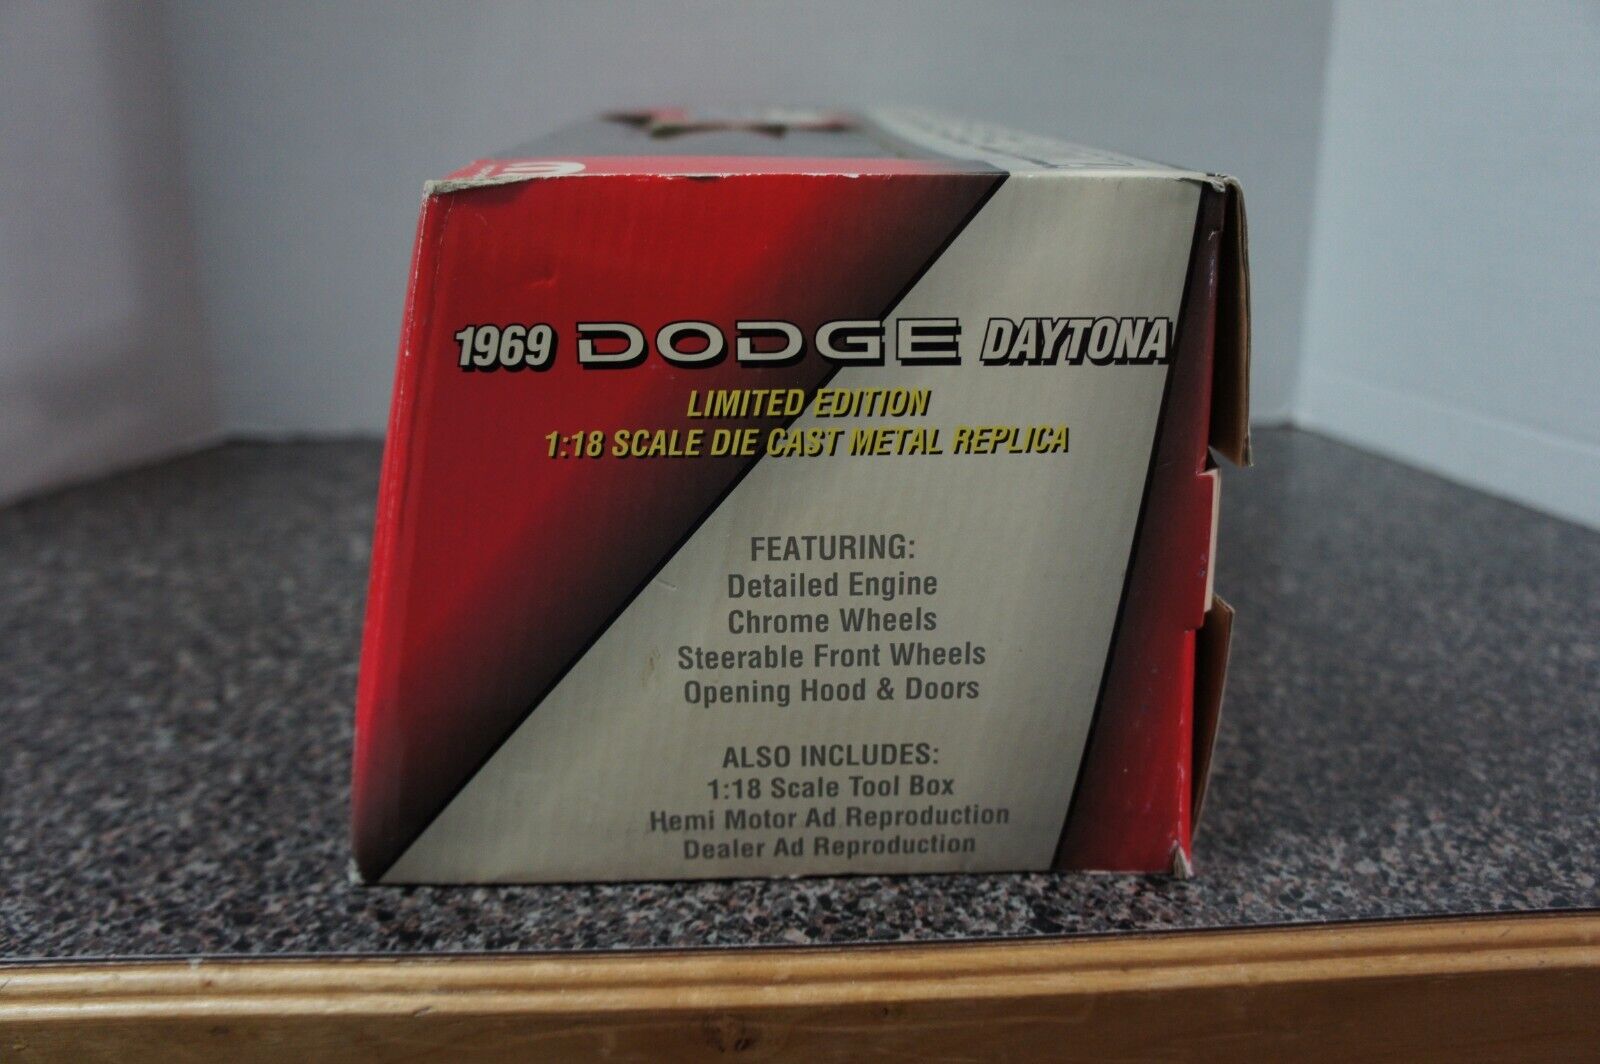 1969 DODGE DAYTONA
LIMITED EDITION
1:18 SCALE DIE CAST METAL REPLICA
FEATURING:
Detailed Engine
Chrome Wheels
Steerable Front Wheels
Opening Hood & Doors
ALSO INCLUDES:
1:18 Scale Tool Box
Hemi Motor Ad Reproduction
Dealer Ad Reproduction